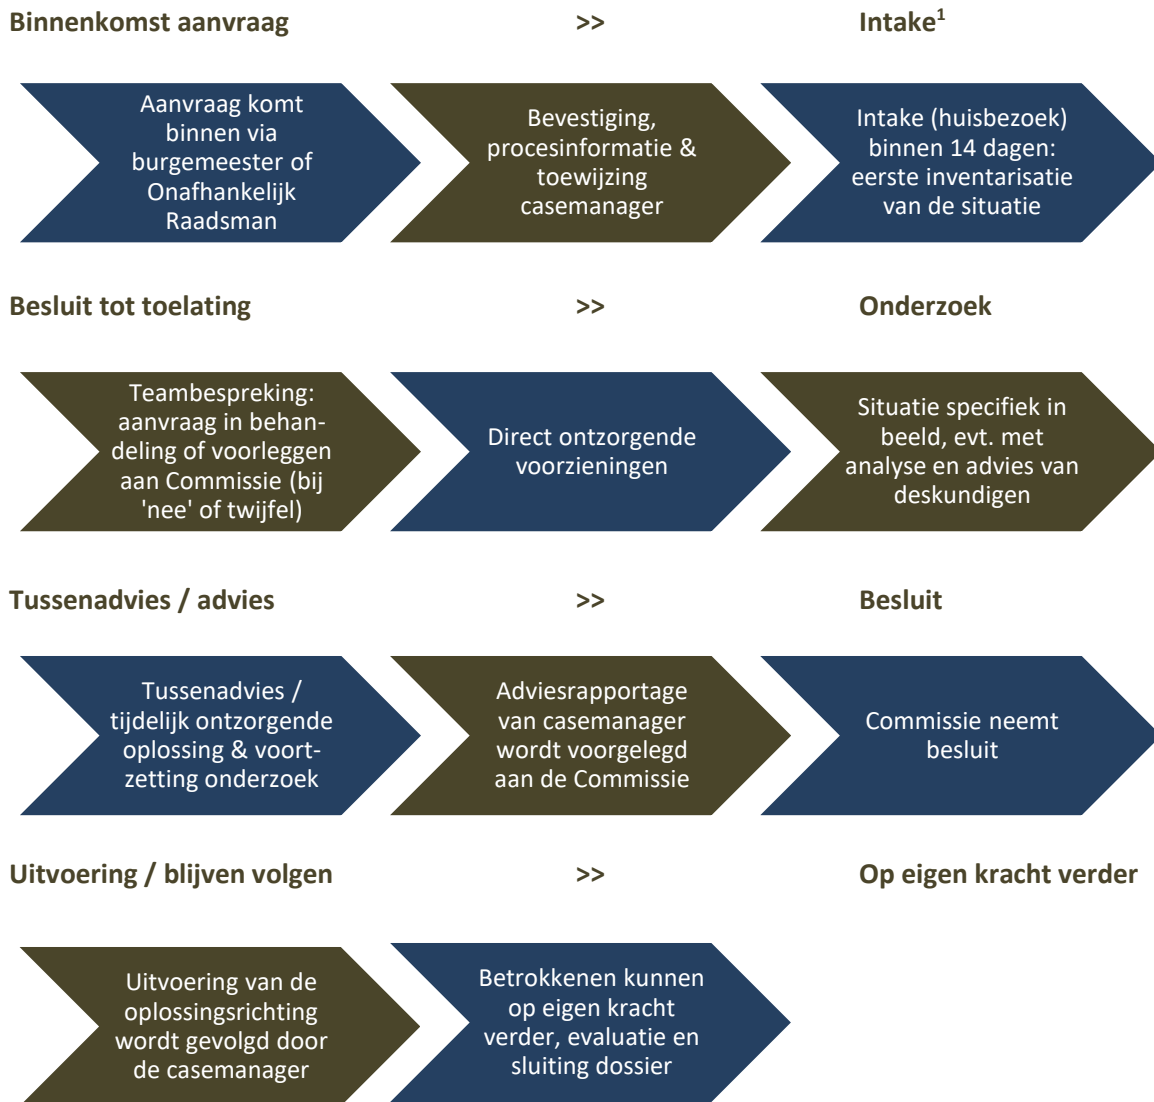 Binnenkomst aanvraag >> Intake1
Aanvraag komt
binnen via
burgemeester of
Onafhankelijk
Raadsman
Bevestiging,
procesinformatie &
toewijzing
casemanager
Intake (huisbezoek)
binnen 14 dagen:
eerste inventarisatie
van de situatie
Besluit tot toelating >> Onderzoek
Teambespreking:
aanvraag in behan-
deling of voorleggen
aan Commissie (bij
'nee' of twijfel)
Direct ontzorgende
voorzieningen
Situatie specifiek in
beeld, evt. met
analyse en advies van
deskundigen
Tussenadvies / advies >> Besluit
Tussenadvies /
tijdelijk ontzorgende
oplossing & voort-
zetting onderzoek
Adviesrapportage
van casemanager
wordt voorgelegd
aan de Commissie
Commissie neemt
besluit
Uitvoering / blijven volgen >> Op eigen kracht verder
Uitvoering van de
oplossingsrichting
wordt gevolgd door
de casemanager
Betrokkenen kunnen
op eigen kracht
verder, evaluatie en
sluiting dossier